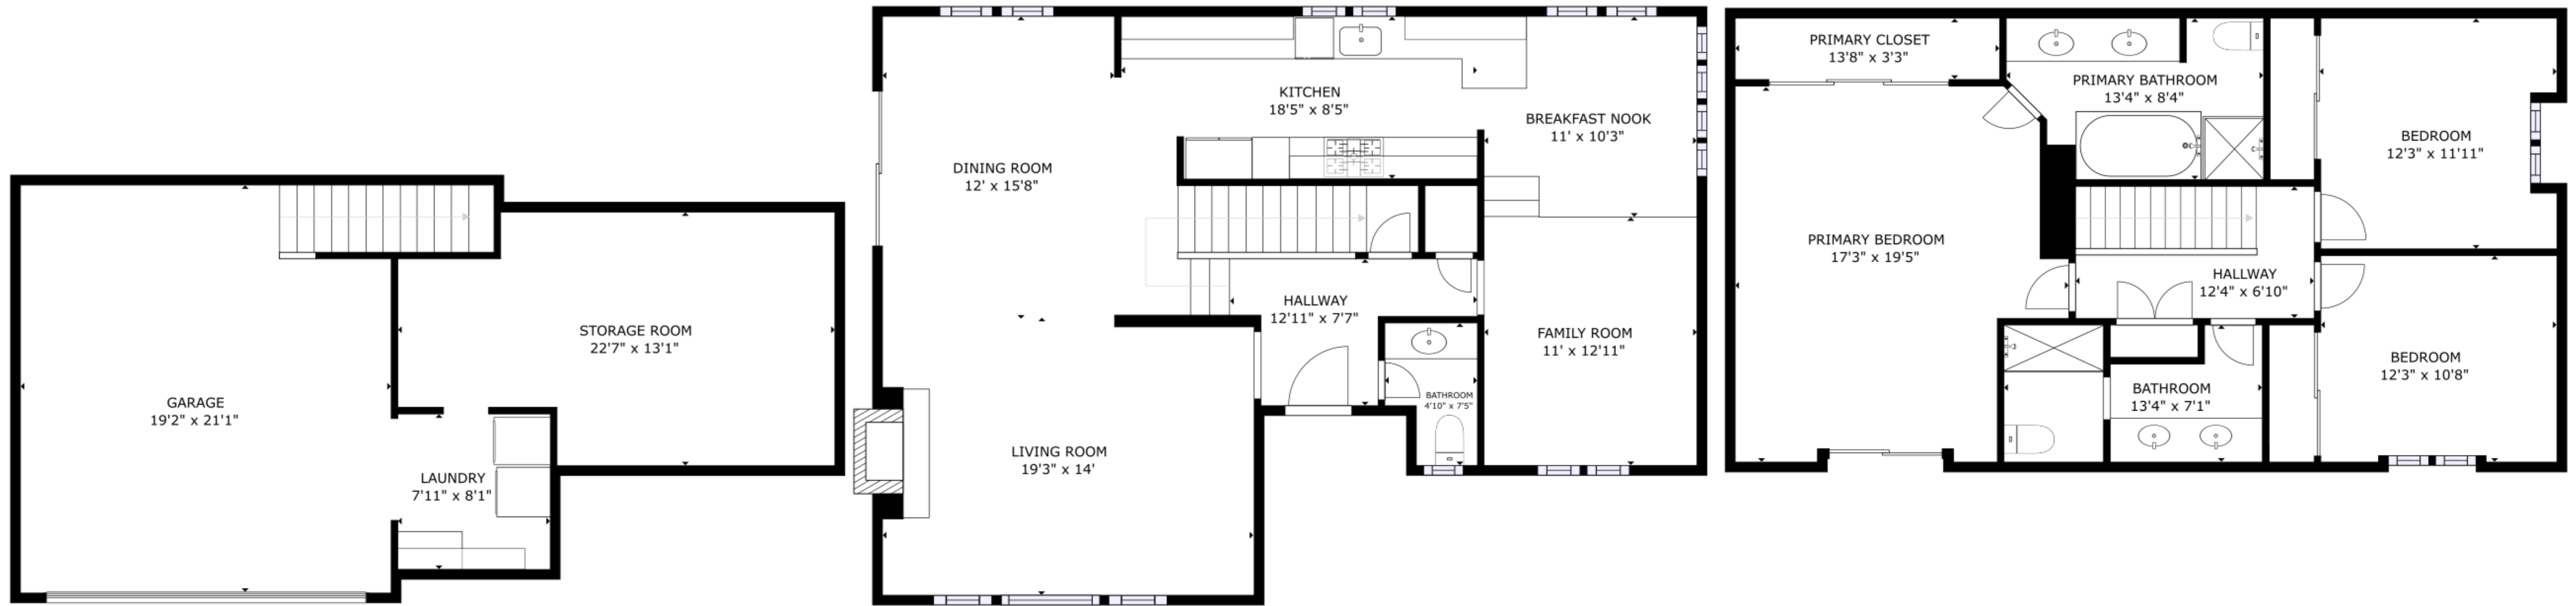 GARAGE
19'2" x 21'1"
STORAGE ROOM
22'7" x 13'1"
LAUNDRY
7'11" x 8'1"
DINING ROOM
12' x 15'8"
KITCHEN
18'5" x 8'5"
BREAKFAST NOOK
11' x 10'3"
HALLWAY
12'11" x 7'7"
FAMILY ROOM
11' x 12'11"
BATHROOM
4'10" x 7'5"
LIVING ROOM
19'3" x 14'
PRIMARY CLOSET
13'8" x 3'3"
PRIMARY BATHROOM
13'4" x 8'4"
BEDROOM
12'3" x 11'11"
PRIMARY BEDROOM
17'3" x 19'5"
HALLWAY
12'4" x 6'10"
BEDROOM
12'3" x 10'8"
BATHROOM
13'4" x 7'1"